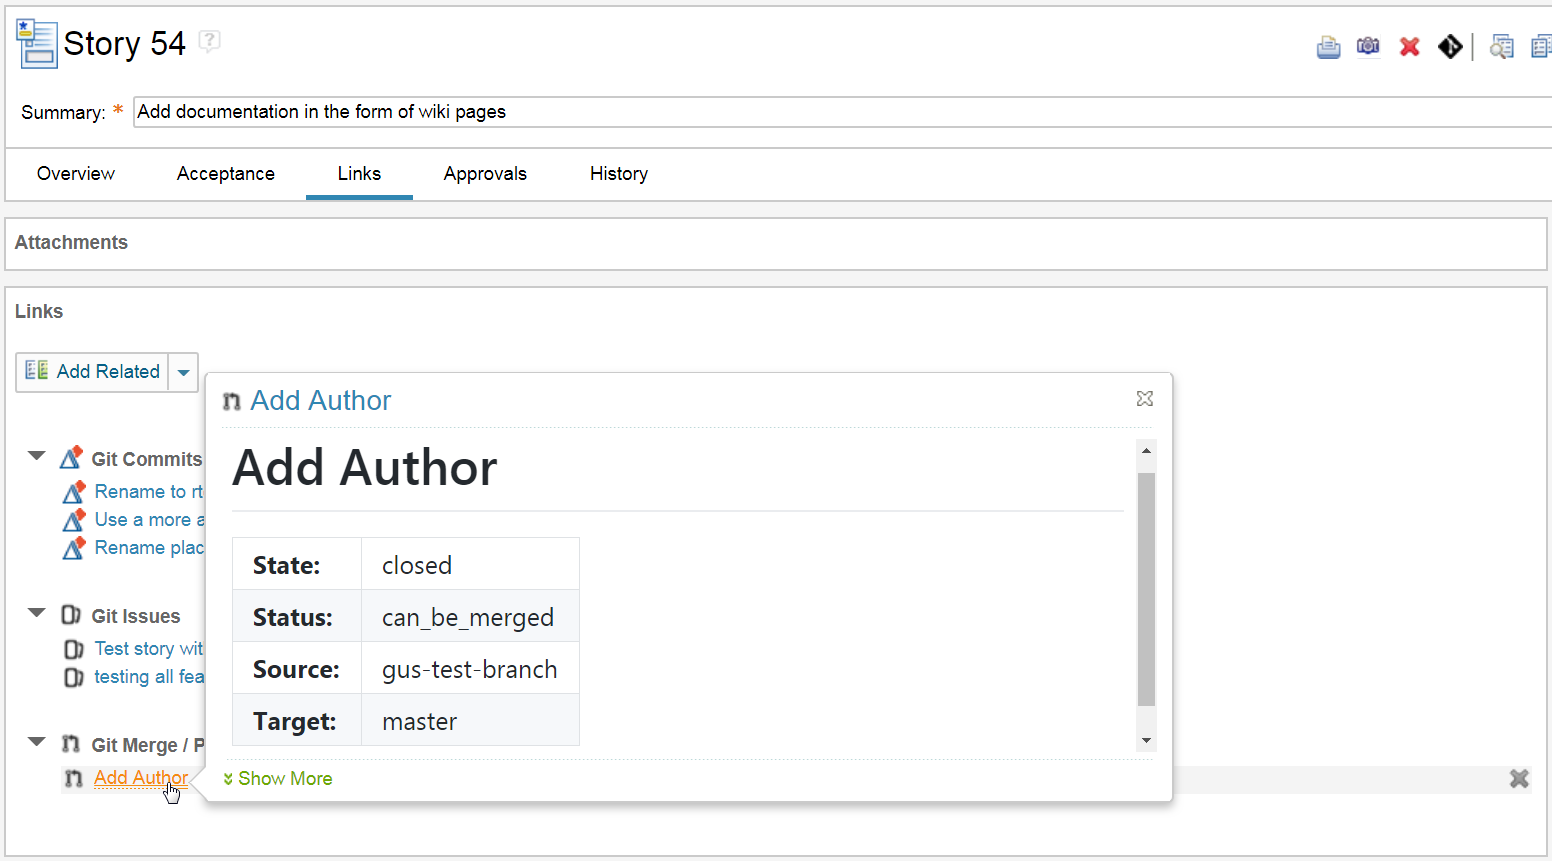 Story 54 ?
Summary: * Add documentation in the form of wiki pages
Overview Acceptance Links Approvals History
Attachments
Links
Add Related
Git Commits
Rename to rt
Use a more a
Rename plac
Git Issues
Test story wit
testing all fea
Git Merge / P
Add Author
Add Author
Add Author
State: closed
Status: can_be_merged
Source: gus-test-branch
Target: master
Show More